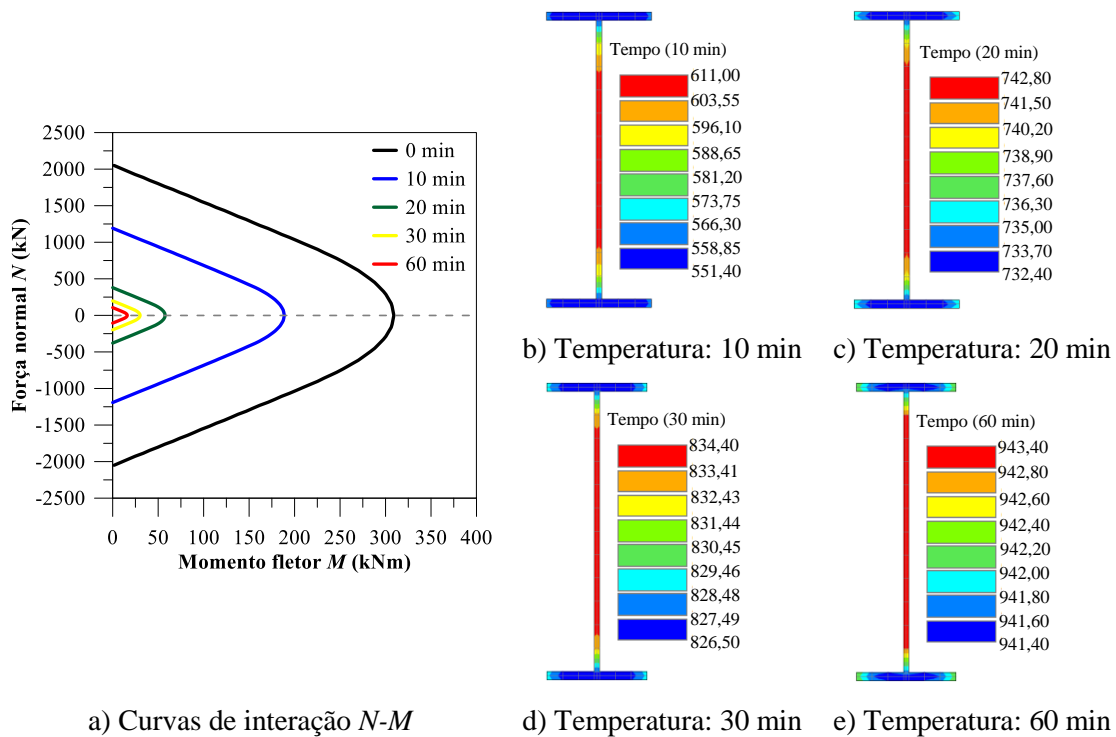 Força normal N (kN)
2500
2000
1500
1000
500
0
-500
-1000
-1500
-2000
-2500
0 min
10 min
20 min
30 min
60 min
0 50 100 150 200 250 300 350 400
Momento fletor M (kNm)
a) Curvas de interação N-M
Tempo (10 min)
611,00
603,55
596,10
588,65
581,20
573,75
566,30
558,85
551,40
b) Temperatura: 10 min
Tempo (20 min)
742,80
741,50
740,20
738,90
737,60
736,30
735,00
733,70
732,40
c) Temperatura: 20 min
Tempo (30 min)
834,40
833,41
832,43
831,44
830,45
829,46
828,48
827,49
826,50
d) Temperatura: 30 min
Tempo (60 min)
943,40
942,80
942,60
942,40
942,20
942,00
941,80
941,60
941,40
e) Temperatura: 60 min